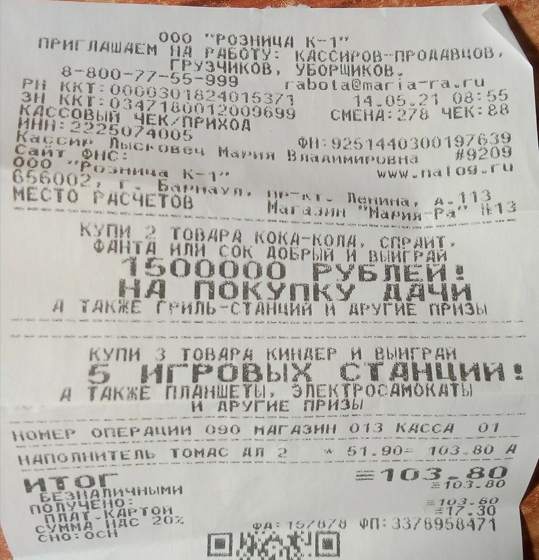 ООО "РОЗНИЦА К-1"
ПРИГЛАШАЕМ НА РАБОТУ: КАССИРОВ-ПРОДАВЦОВ,
ГРУЗЧИКОВ, УБОРЩИКОВ.
8-800-77-55-999 rabota@maria-ra.ru
РН ККТ:0000301824015371 14.05.21 08:55
ЗН ККТ:0347180012009699 СМЕНА:278 ЧЕК:88
КАССОВЫЙ ЧЕК/ПРИХОД
ИНН:2225074005 ФН:9251440300197639
Кассир Лысковец Мария Владимировна #9209
Сайт ФНС: www.nalog.ru
ООО "РОЗНИЦА К-1"
656002, г. Барнаул, пр-кт. Ленина, д.113
МЕСТО РАСЧЕТОВ Магазин "Мария-Ра" №13
КУПИ 2 ТОВАРА КОКА-КОЛА, СПРАЙТ,
ФАНТА ИЛИ СОК ДОБРЫЙ И ВЫИГРАЙ
1500000 РУБЛЕЙ!
НА ПОКУПКУ ДАЧИ
А ТАКЖЕ ГРИЛЬ-СТАНЦИЙ И ДРУГИЕ ПРИЗЫ
КУПИ 3 ТОВАРА КИНДЕР И ВЫИГРАЙ
5 ИГРОВЫХ СТАНЦИЙ!
А ТАКЖЕ ПЛАНШЕТЫ, ЭЛЕКТРОСАМОКАТЫ
И ДРУГИЕ ПРИЗЫ
НОМЕР ОПЕРАЦИИ 090 МАГАЗИН 013 КАССА 01
НАПОЛНИТЕЛЬ ТОМАС ДЛ 2 * 51.90= 103.80 А
ИТОГ =103.80
БЕЗНАЛИЧНЫМИ =103.80
ПОЛУЧЕНО:
ПЛАТ.КАРТОЙ =103.80
СУММА НДС 20% =17.30
СНО:ОСН ФД:157878 ФП:3378958471